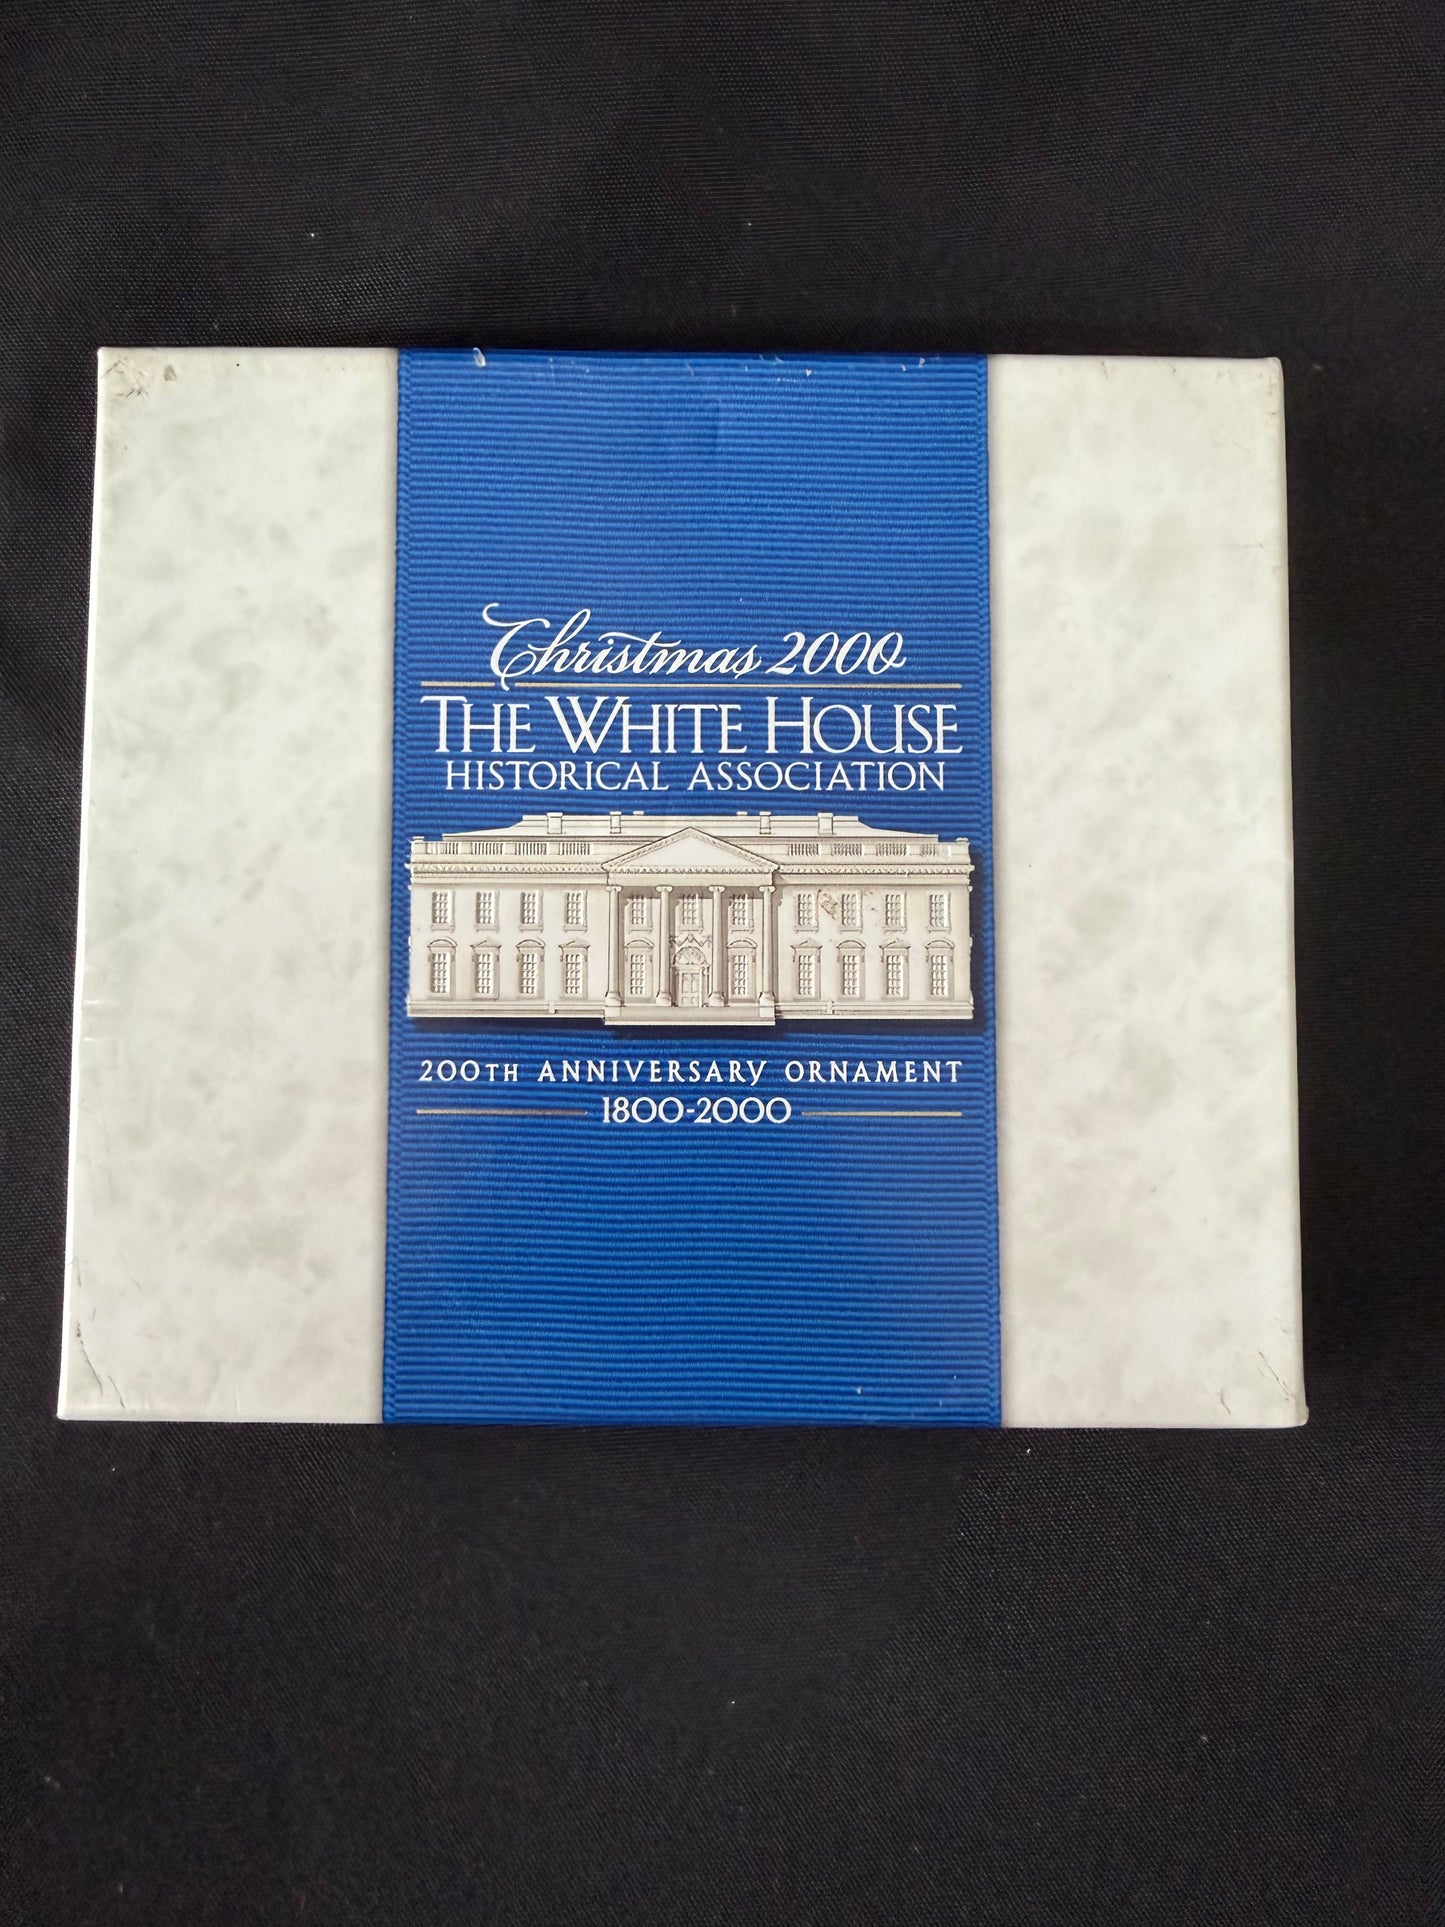 Christmas 2000
THE WHITE HOUSE
HISTORICAL ASSOCIATION
200TH ANNIVERSARY ORNAMENT
1800-2000